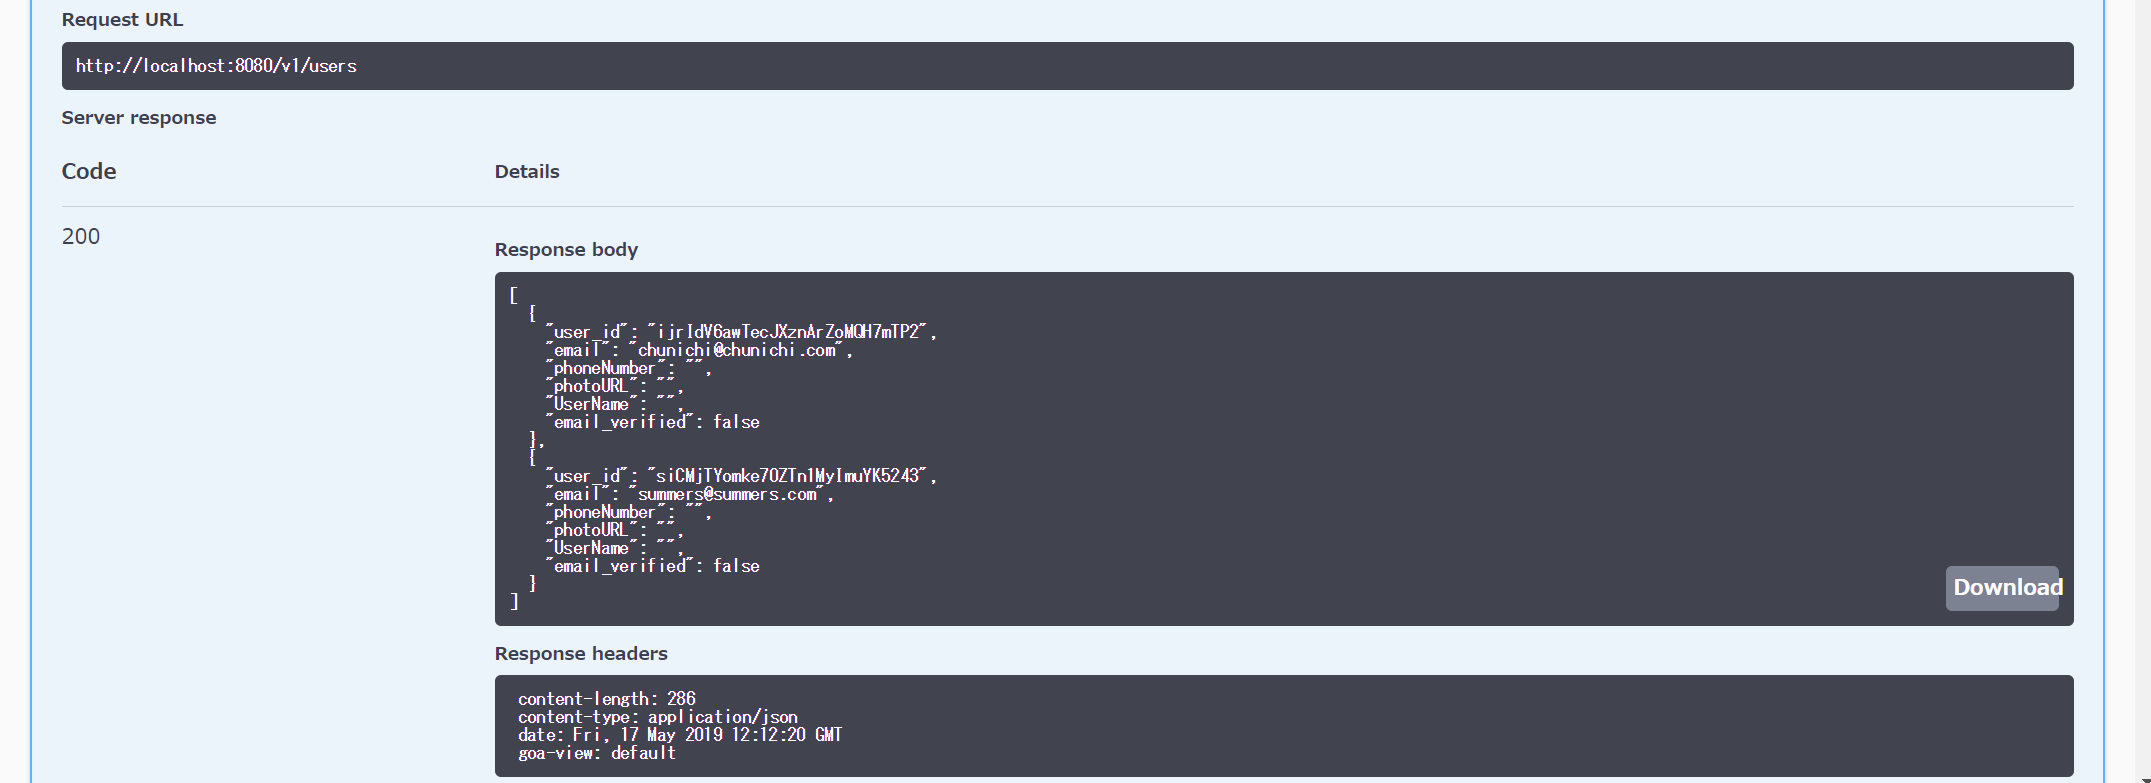 Request URL
http://localhost:8080/v1/users
Server response
Code Details
200
Response body
[
  {
    "user_id": "ijrIdV6awTecJXznArZoMQH7mTP2",
    "email": "chunichi@chunichi.com",
    "phoneNumber": "",
    "photoURL": "",
    "UserName": "",
    "email_verified": false
  },
  {
    "user_id": "siCMjTYomke7OZTn1MyImuYK5243",
    "email": "summers@summers.com",
    "phoneNumber": "",
    "photoURL": "",
    "UserName": "",
    "email_verified": false
  }
]
Download
Response headers
content-length: 286
content-type: application/json
date: Fri, 17 May 2019 12:12:20 GMT
goa-view: default